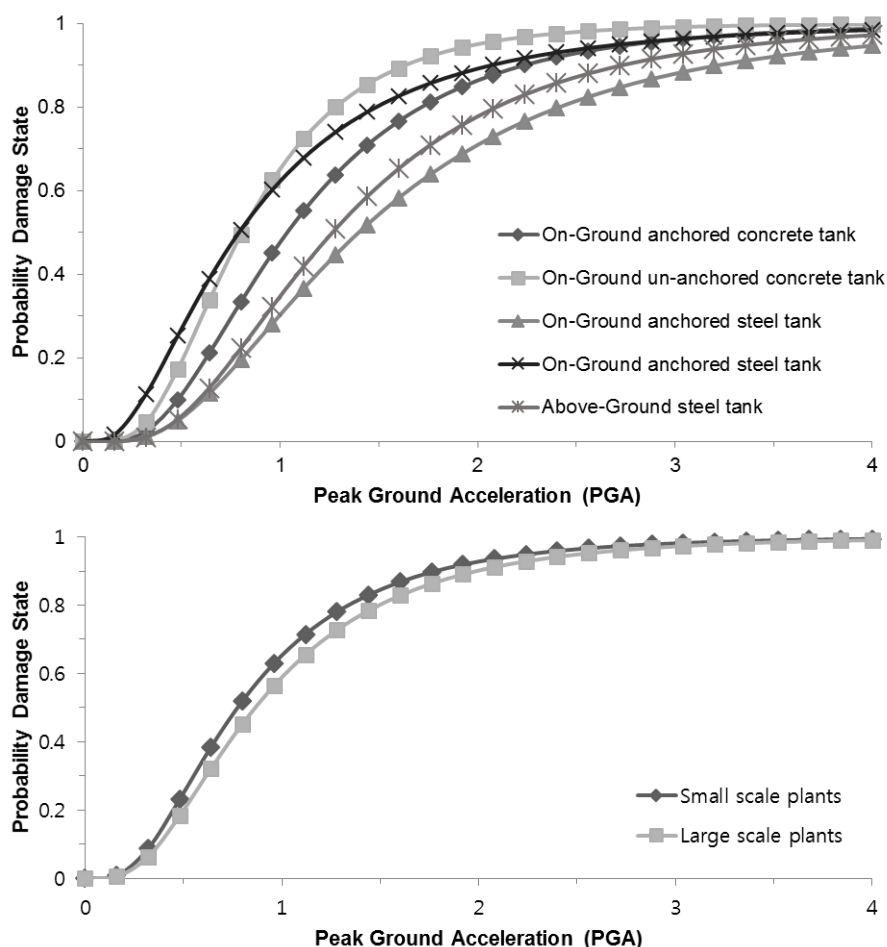 1
0.8
0.6
0.4
0.2
0
Probability Damage State
On-Ground anchored concrete tank
On-Ground un-anchored concrete tank
On-Ground anchored steel tank
On-Ground anchored steel tank
Above-Ground steel tank
0 1 2 3 4
Peak Ground Acceleration (PGA)
1
0.8
0.6
0.4
0.2
0
Probability Damage State
Small scale plants
Large scale plants
0 1 2 3 4
Peak Ground Acceleration (PGA)